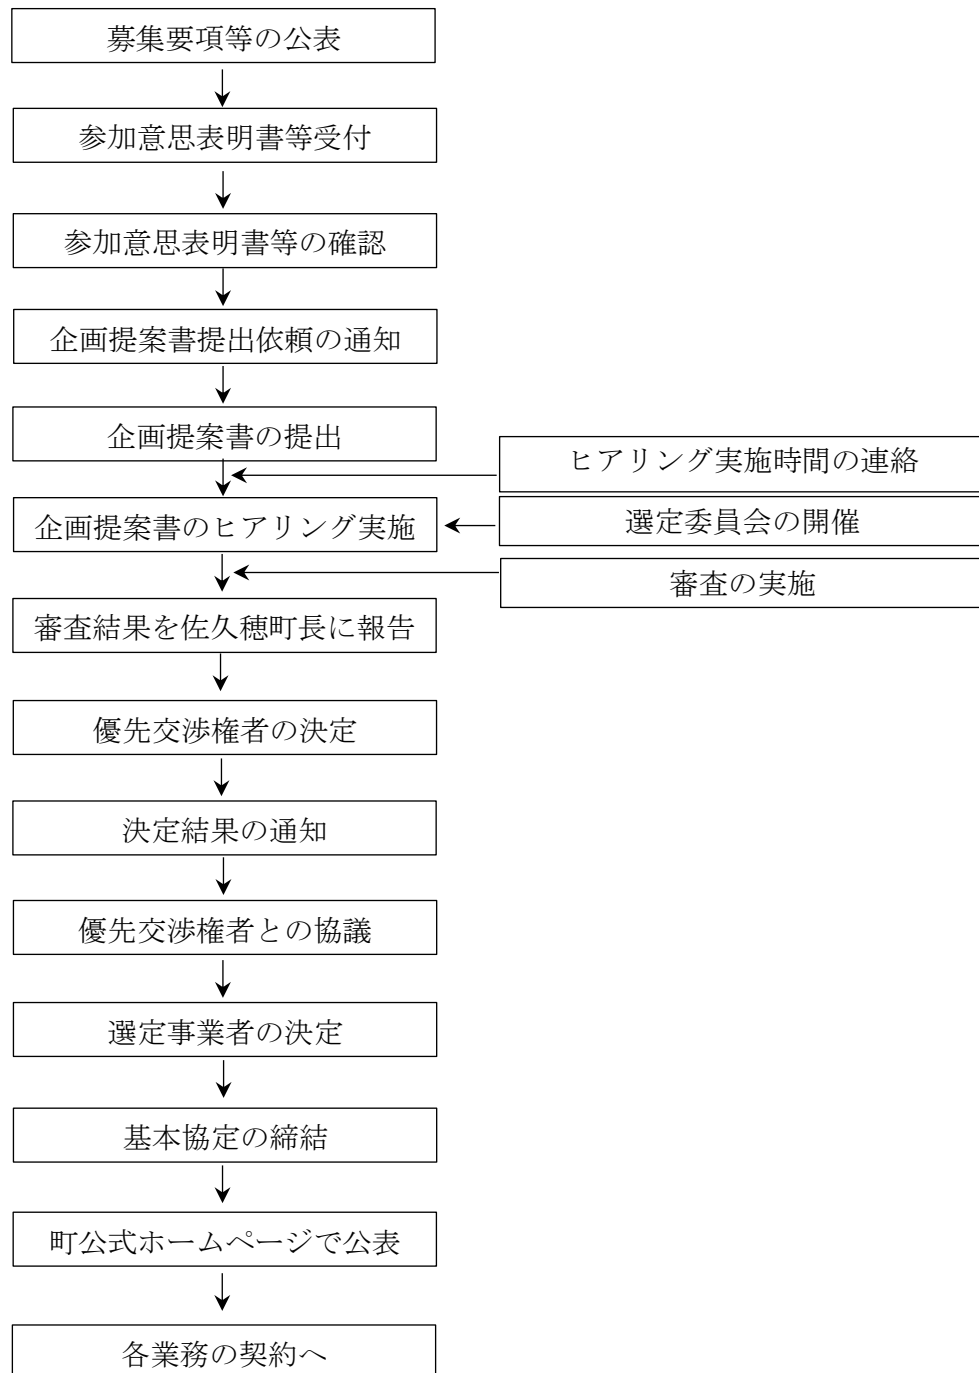 募集要項等の公表
参加意思表明書等受付
参加意思表明書等の確認
企画提案書提出依頼の通知
企画提案書の提出
ヒアリング実施時間の連絡
企画提案書のヒアリング実施
選定委員会の開催
審査の実施
審査結果を佐久穂町長に報告
優先交渉権者の決定
決定結果の通知
優先交渉権者との協議
選定事業者の決定
基本協定の締結
町公式ホームページで公表
各業務の契約へ